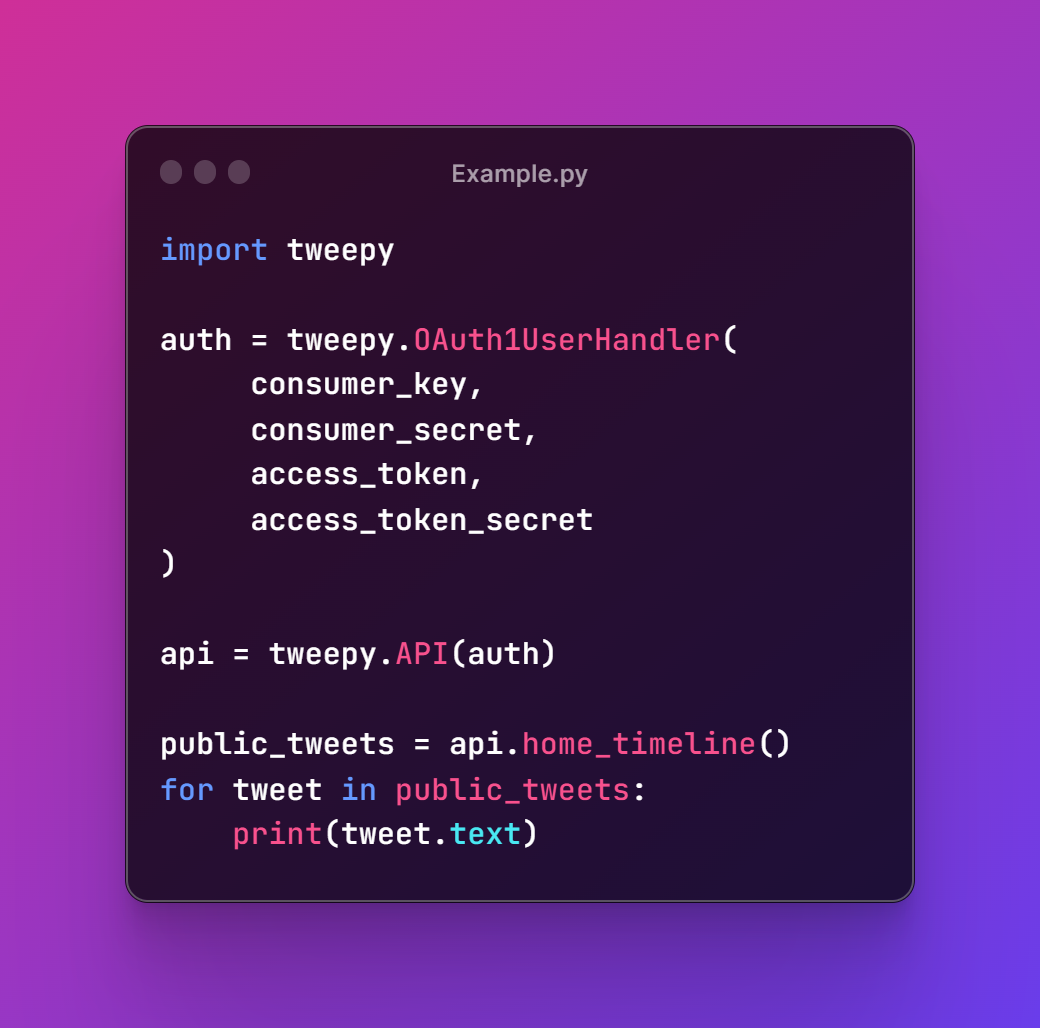 Example.py
import tweepy
auth = tweepy.OAuth1UserHandler(
     consumer_key,
     consumer_secret,
     access_token,
     access_token_secret
)
api = tweepy.API(auth)
public_tweets = api.home_timeline()
for tweet in public_tweets:
    print(tweet.text)